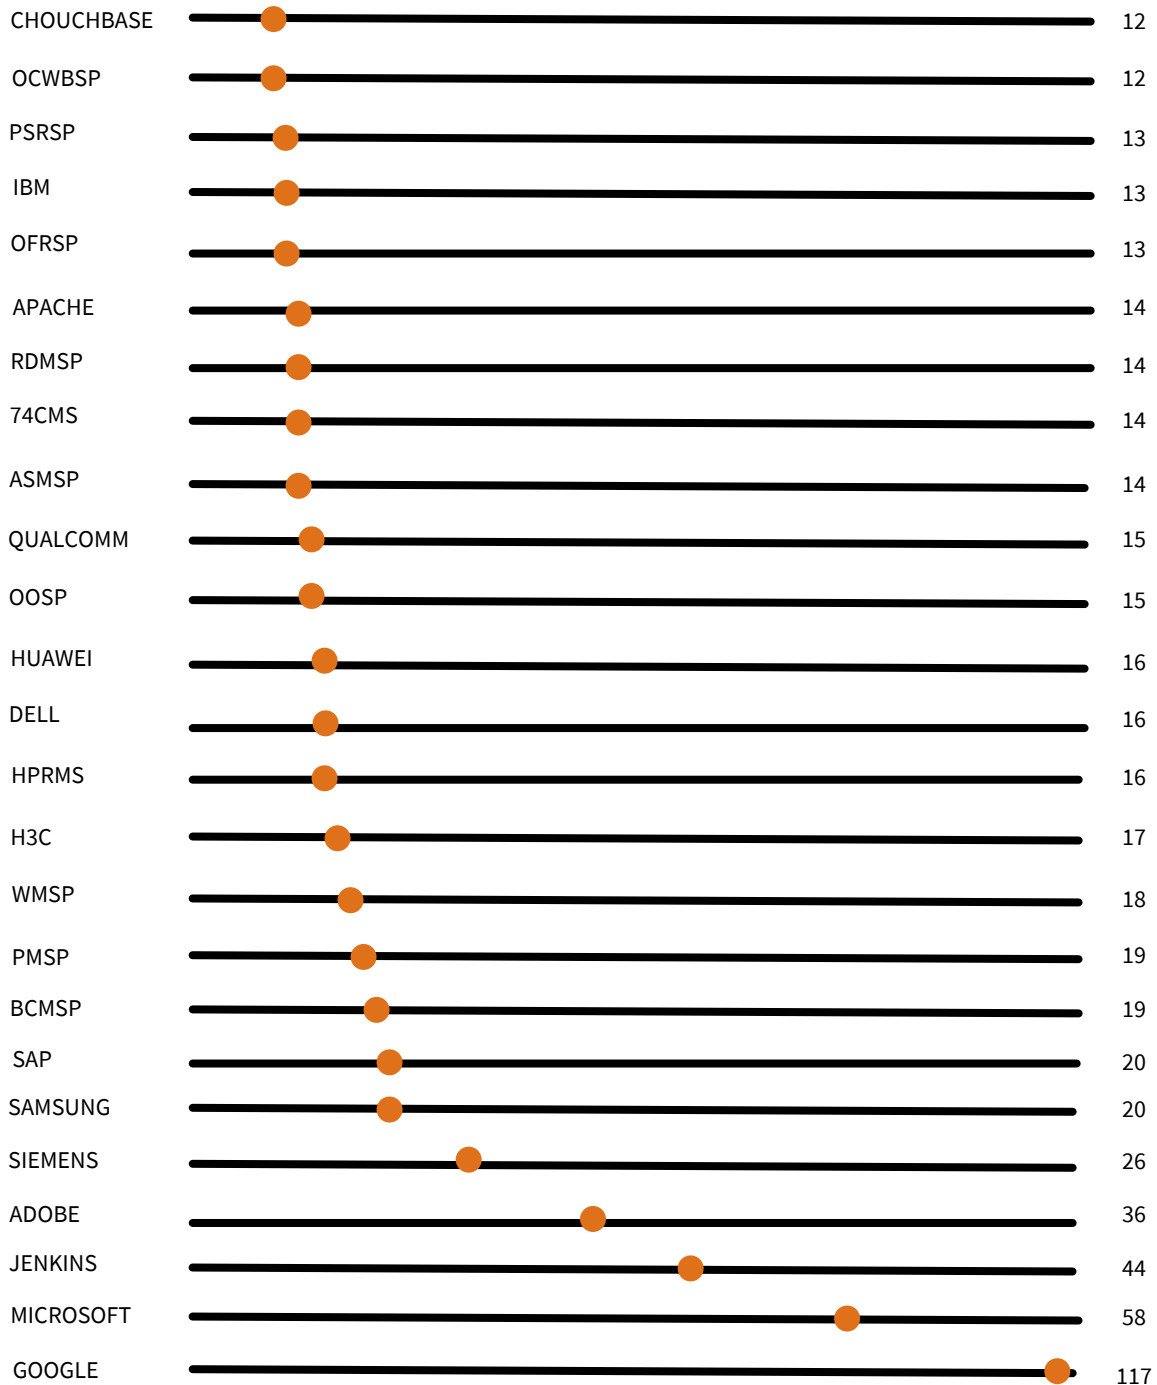 CHOUCHBASE 12
OCWBSP 12
PSRSP 13
IBM 13
OFRSP 13
APACHE 14
RDMSP 14
74CMS 14
ASMSP 14
QUALCOMM 15
OOSP 15
HUAWEI 16
DELL 16
HPRMS 16
H3C 17
WMSP 18
PMSP 19
BCMSP 19
SAP 20
SAMSUNG 20
SIEMENS 26
ADOBE 36
JENKINS 44
MICROSOFT 58
GOOGLE 117